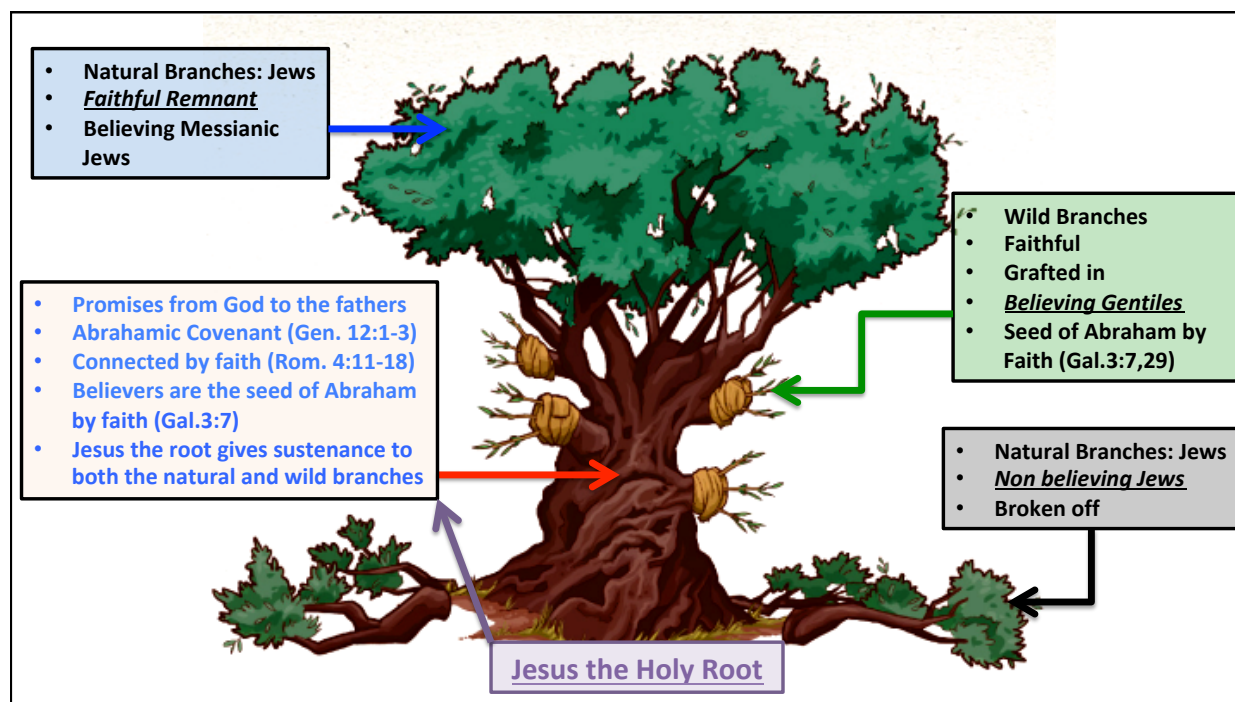 • Natural Branches: Jews
• Faithful Remnant
• Believing Messianic
Jews
• Wild Branches
• Faithful
• Grafted in
• Believing Gentiles
• Seed of Abraham by
Faith (Gal.3:7,29)
• Promises from God to the fathers
• Abrahamic Covenant (Gen. 12:1-3)
• Connected by faith (Rom. 4:11-18)
• Believers are the seed of Abraham
by faith (Gal.3:7)
• Jesus the root gives sustenance to
both the natural and wild branches
• Natural Branches: Jews
• Non believing Jews
• Broken off
Jesus the Holy Root